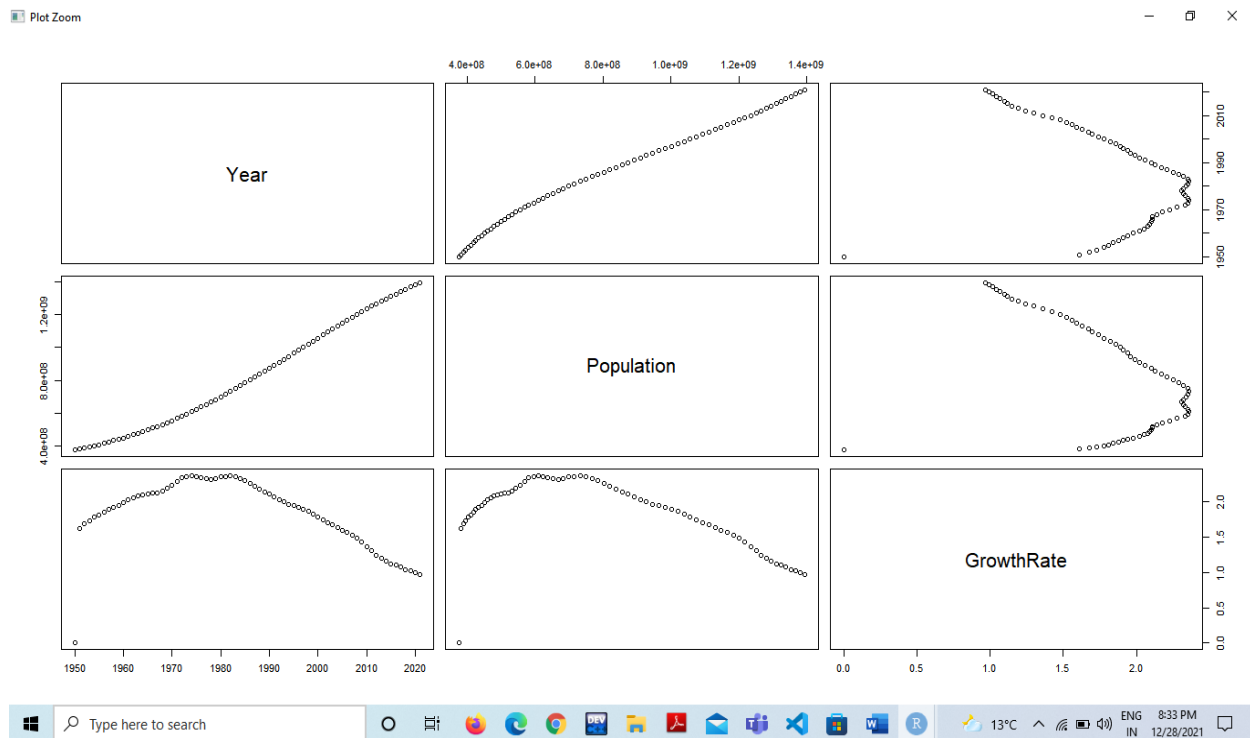 Plot Zoom
4.0e+08 6.0e+08 8.0e+08 1.0e+09 1.2e+09 1.4e+09
Year
1950 1970 1990 2010
4.0e+08 8.0e+08 1.2e+09
Population
GrowthRate
0.0 0.5 1.0 1.5 2.0
1950 1960 1970 1980 1990 2000 2010 2020
0.0 0.5 1.0 1.5 2.0
Type here to search
DEV
R
13°C
ENG
IN
8:33 PM
12/28/2021